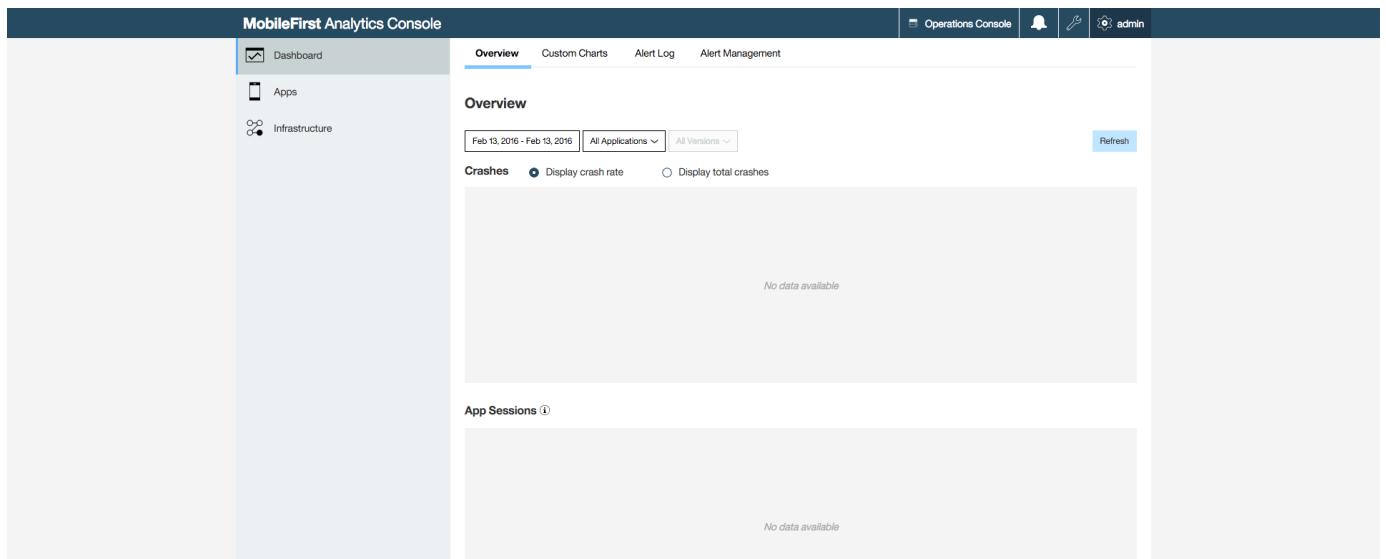 MobileFirst Analytics Console
Operations Console
admin
Dashboard
Apps
Infrastructure
Overview Custom Charts Alert Log Alert Management
Overview
Feb 13, 2016 - Feb 13, 2016 All Applications All Versions Refresh
Crashes Display crash rate Display total crashes
No data available
App Sessions
No data available